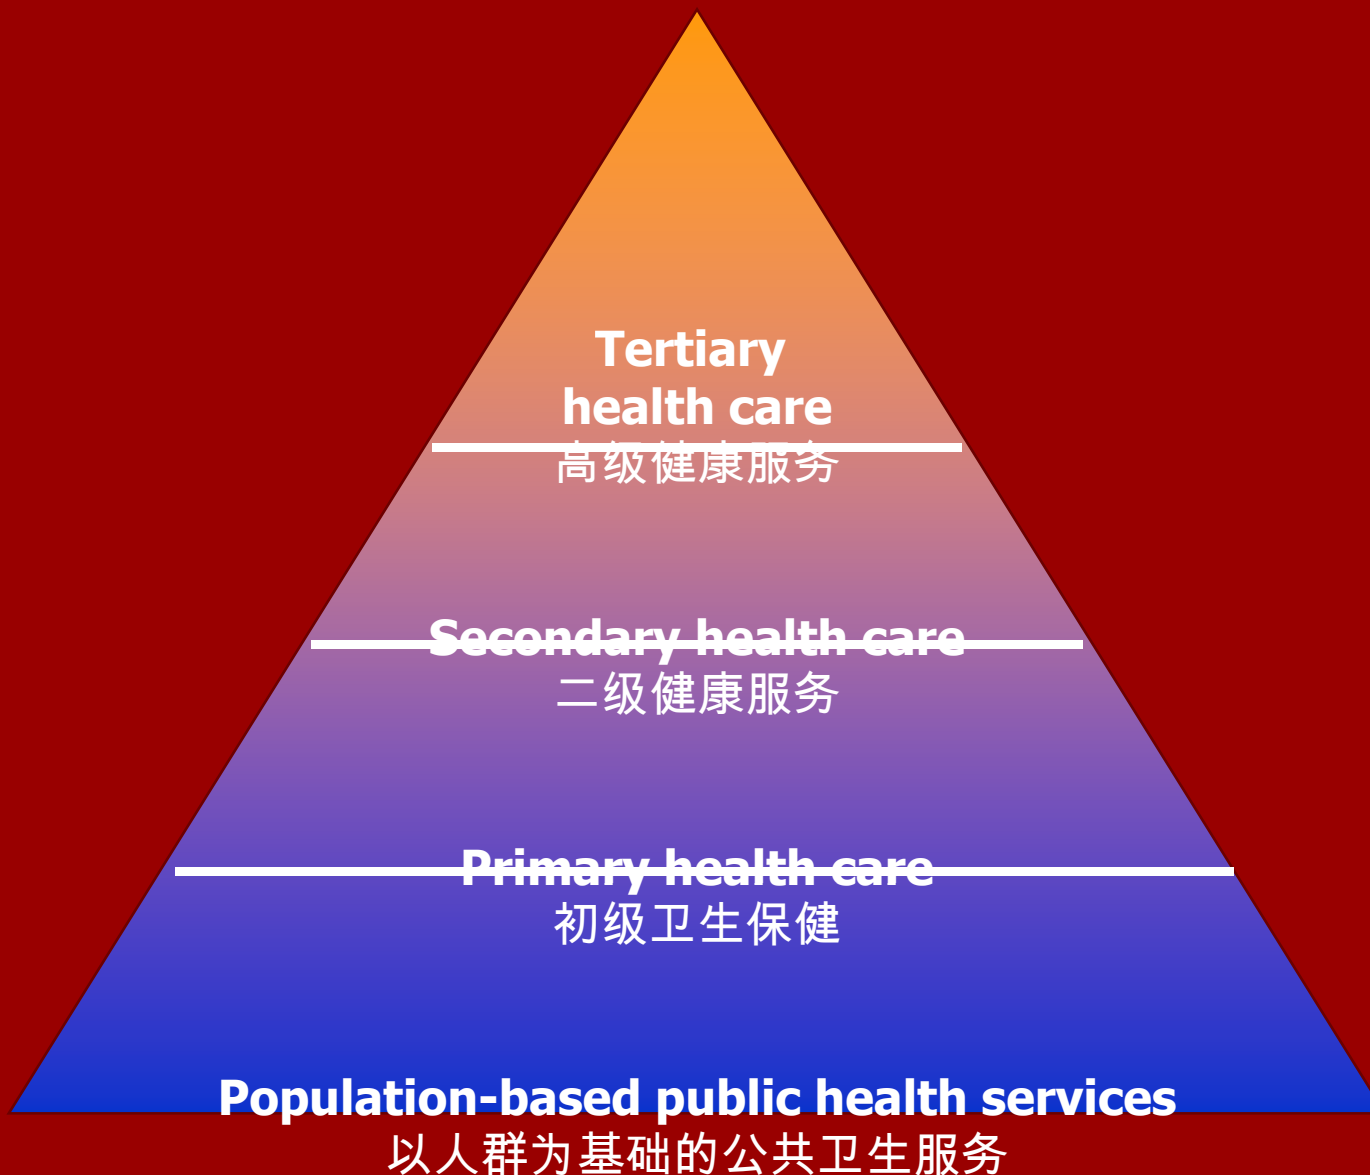 Tertiary
health care
高级健康服务
Secondary health care
二级健康服务
Primary health care
初级卫生保健
Population-based public health services
以人群为基础的公共卫生服务